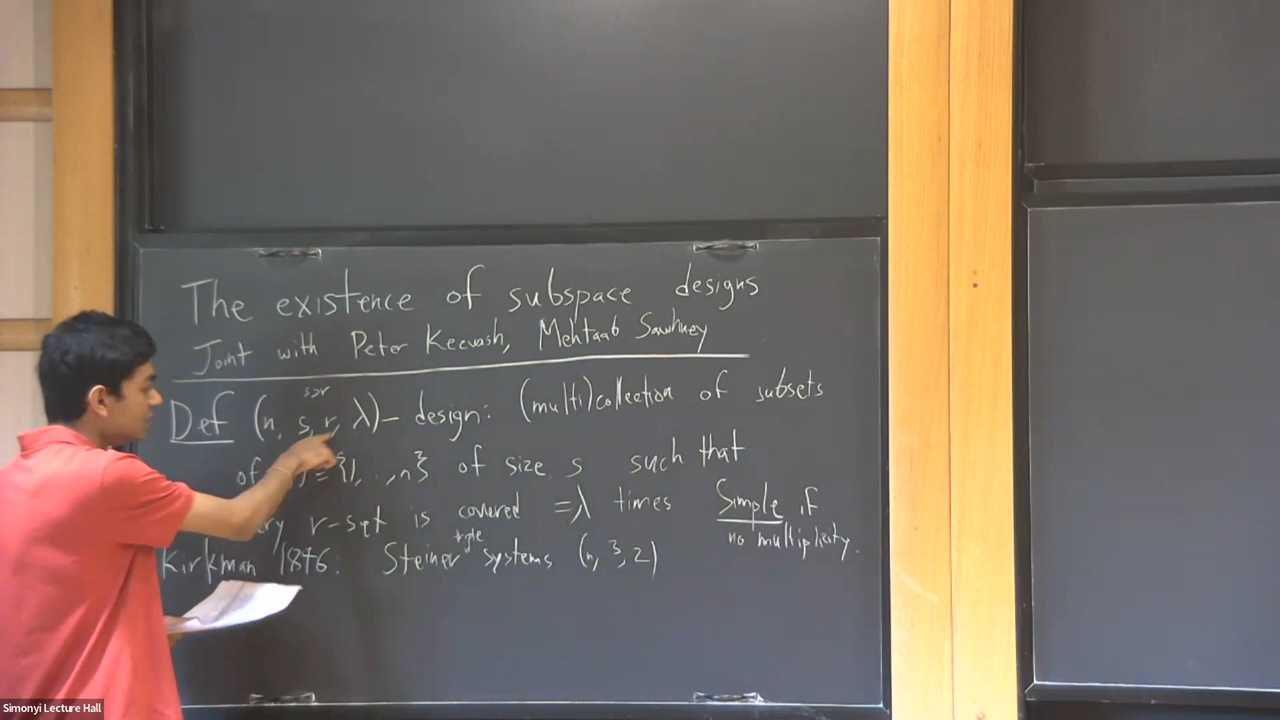 The existence of subspace designs
Joint with Peter Keevash, Mehtaab Sawhney
s>r
Def (n, s, r, λ)- design: (multi)collection of subsets
of = {1, .., n} of size s such that
r-set is covered =λ times Simple if
no multiplicity.
triple
Kirkman 1846: Steiner systems (n, 3, 2)
Simonyi Lecture Hall